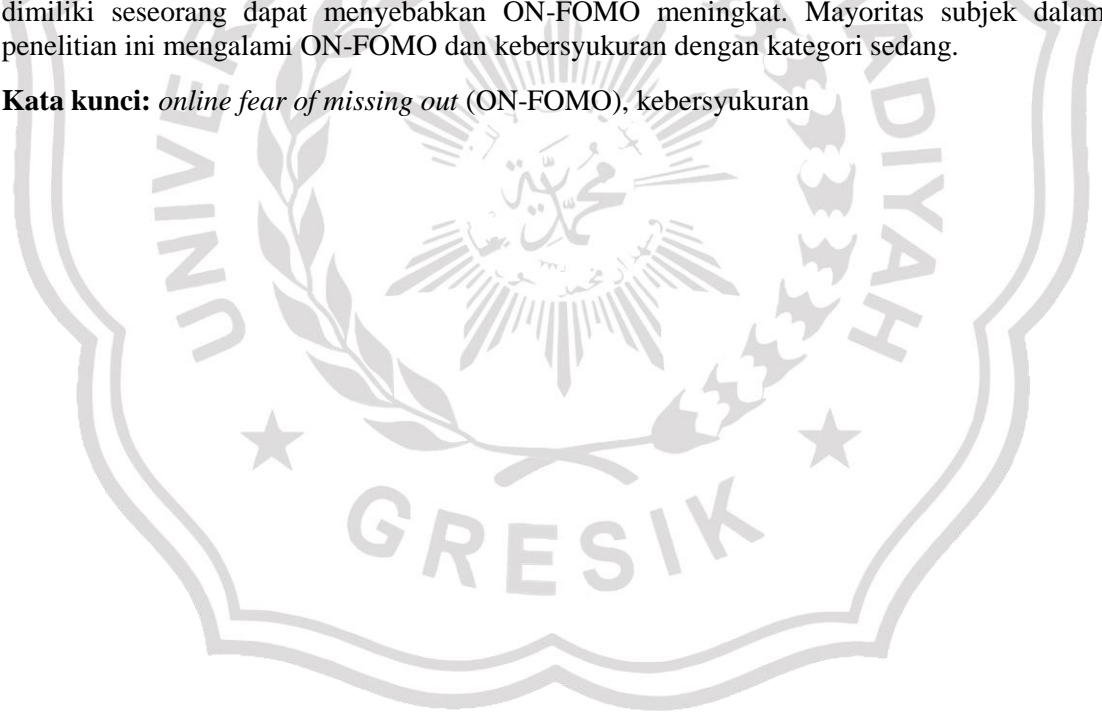 dimiliki seseorang dapat menyebabkan ON-FOMO meningkat. Mayoritas subjek dalam
penelitian ini mengalami ON-FOMO dan kebersyukuran dengan kategori sedang.
Kata kunci: online fear of missing out (ON-FOMO), kebersyukuran
محمد
GRESIK